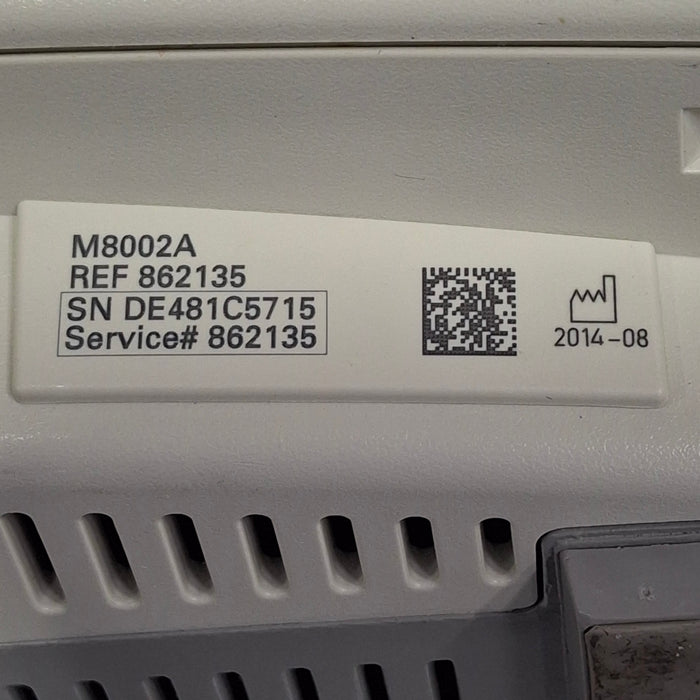 M8002A
REF 862135
SN DE481C5715
Service# 862135
2014-08